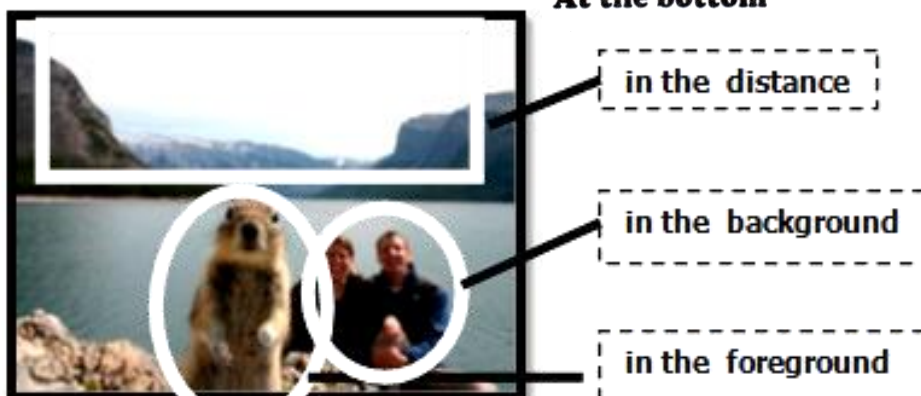 At the bottom
in the distance
in the background
in the foreground